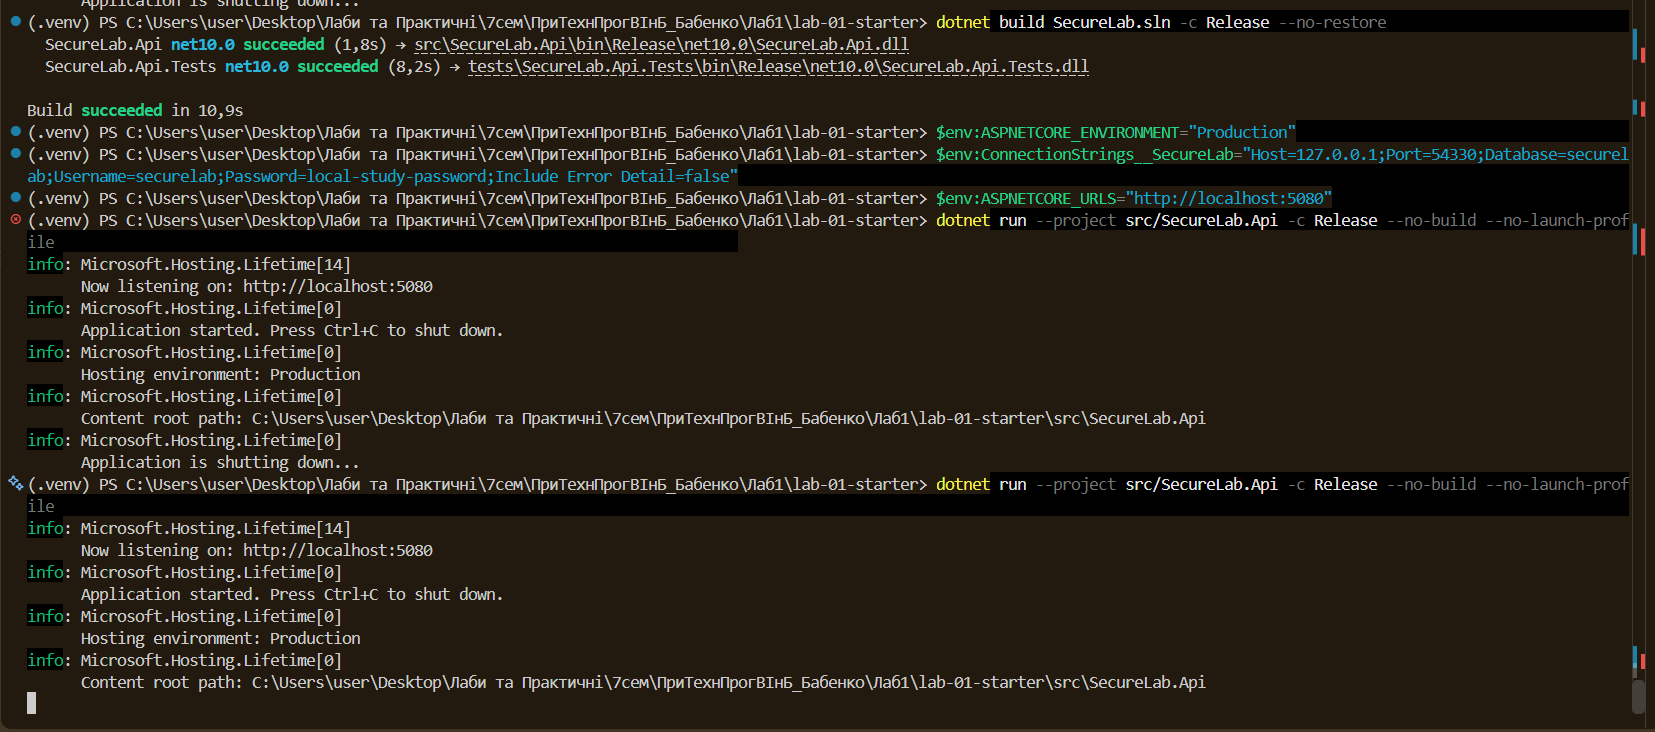 Application is shutting down...
(.venv) PS C:\Users\user\Desktop\Лаби та Практичні\7сем\ПриТехнПрогВІнБ_Бабенко\Лаб1\lab-01-starter> dotnet build SecureLab.sln -c Release --no-restore
SecureLab.Api net10.0 succeeded (1,8s) → src\SecureLab.Api\bin\Release\net10.0\SecureLab.Api.dll
SecureLab.Api.Tests net10.0 succeeded (8,2s) → tests\SecureLab.Api.Tests\bin\Release\net10.0\SecureLab.Api.Tests.dll
Build succeeded in 10,9s
(.venv) PS C:\Users\user\Desktop\Лаби та Практичні\7сем\ПриТехнПрогВІнБ_Бабенко\Лаб1\lab-01-starter> $env:ASPNETCORE_ENVIRONMENT="Production"
(.venv) PS C:\Users\user\Desktop\Лаби та Практичні\7сем\ПриТехнПрогВІнБ_Бабенко\Лаб1\lab-01-starter> $env:ConnectionStrings__SecureLab="Host=127.0.0.1;Port=54330;Database=securel
ab;Username=securelab;Password=local-study-password;Include Error Detail=false"
(.venv) PS C:\Users\user\Desktop\Лаби та Практичні\7сем\ПриТехнПрогВІнБ_Бабенко\Лаб1\lab-01-starter> $env:ASPNETCORE_URLS="http://localhost:5080"
(.venv) PS C:\Users\user\Desktop\Лаби та Практичні\7сем\ПриТехнПрогВІнБ_Бабенко\Лаб1\lab-01-starter> dotnet run --project src/SecureLab.Api -c Release --no-build --no-launch-prof
ile
info: Microsoft.Hosting.Lifetime[14]
Now listening on: http://localhost:5080
info: Microsoft.Hosting.Lifetime[0]
Application started. Press Ctrl+C to shut down.
info: Microsoft.Hosting.Lifetime[0]
Hosting environment: Production
info: Microsoft.Hosting.Lifetime[0]
Content root path: C:\Users\user\Desktop\Лаби та Практичні\7сем\ПриТехнПрогВІнБ_Бабенко\Лаб1\lab-01-starter\src\SecureLab.Api
info: Microsoft.Hosting.Lifetime[0]
Application is shutting down...
(.venv) PS C:\Users\user\Desktop\Лаби та Практичні\7сем\ПриТехнПрогВІнБ_Бабенко\Лаб1\lab-01-starter> dotnet run --project src/SecureLab.Api -c Release --no-build --no-launch-prof
ile
info: Microsoft.Hosting.Lifetime[14]
Now listening on: http://localhost:5080
info: Microsoft.Hosting.Lifetime[0]
Application started. Press Ctrl+C to shut down.
info: Microsoft.Hosting.Lifetime[0]
Hosting environment: Production
info: Microsoft.Hosting.Lifetime[0]
Content root path: C:\Users\user\Desktop\Лаби та Практичні\7сем\ПриТехнПрогВІнБ_Бабенко\Лаб1\lab-01-starter\src\SecureLab.Api